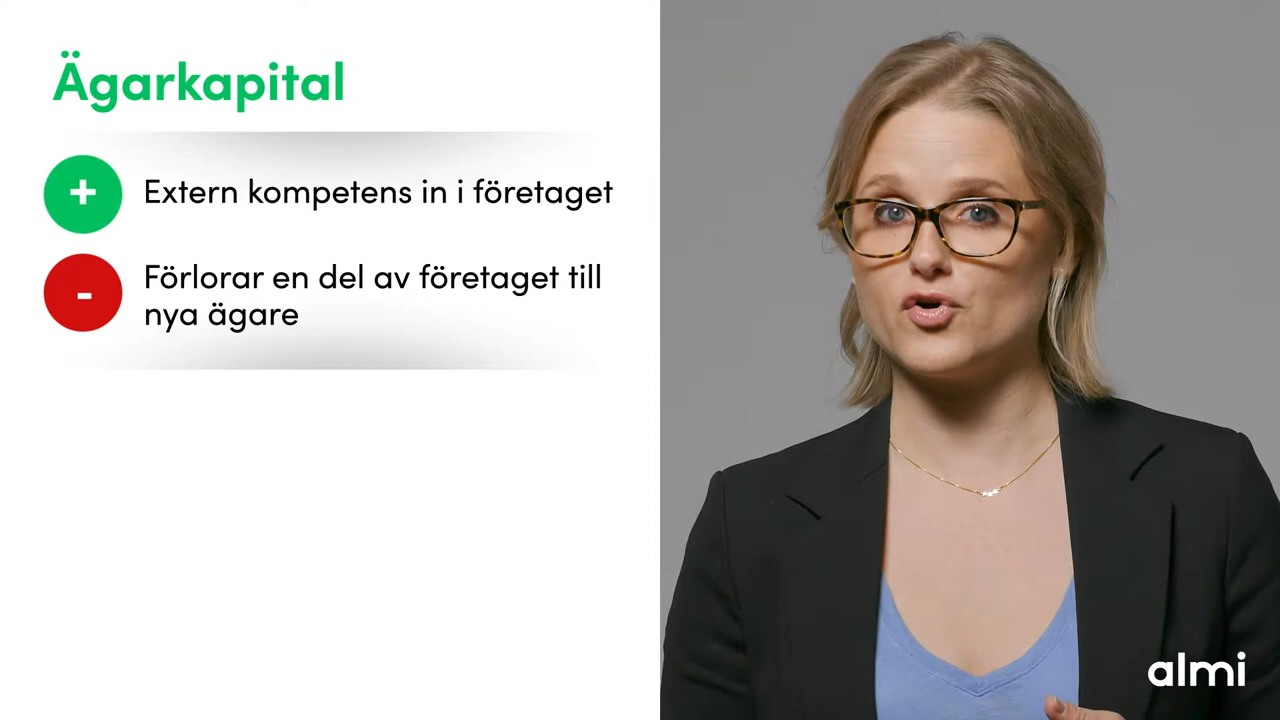 Ägarkapital
+
Extern kompetens in i företaget
-
Förlorar en del av företaget till
nya ägare
almi